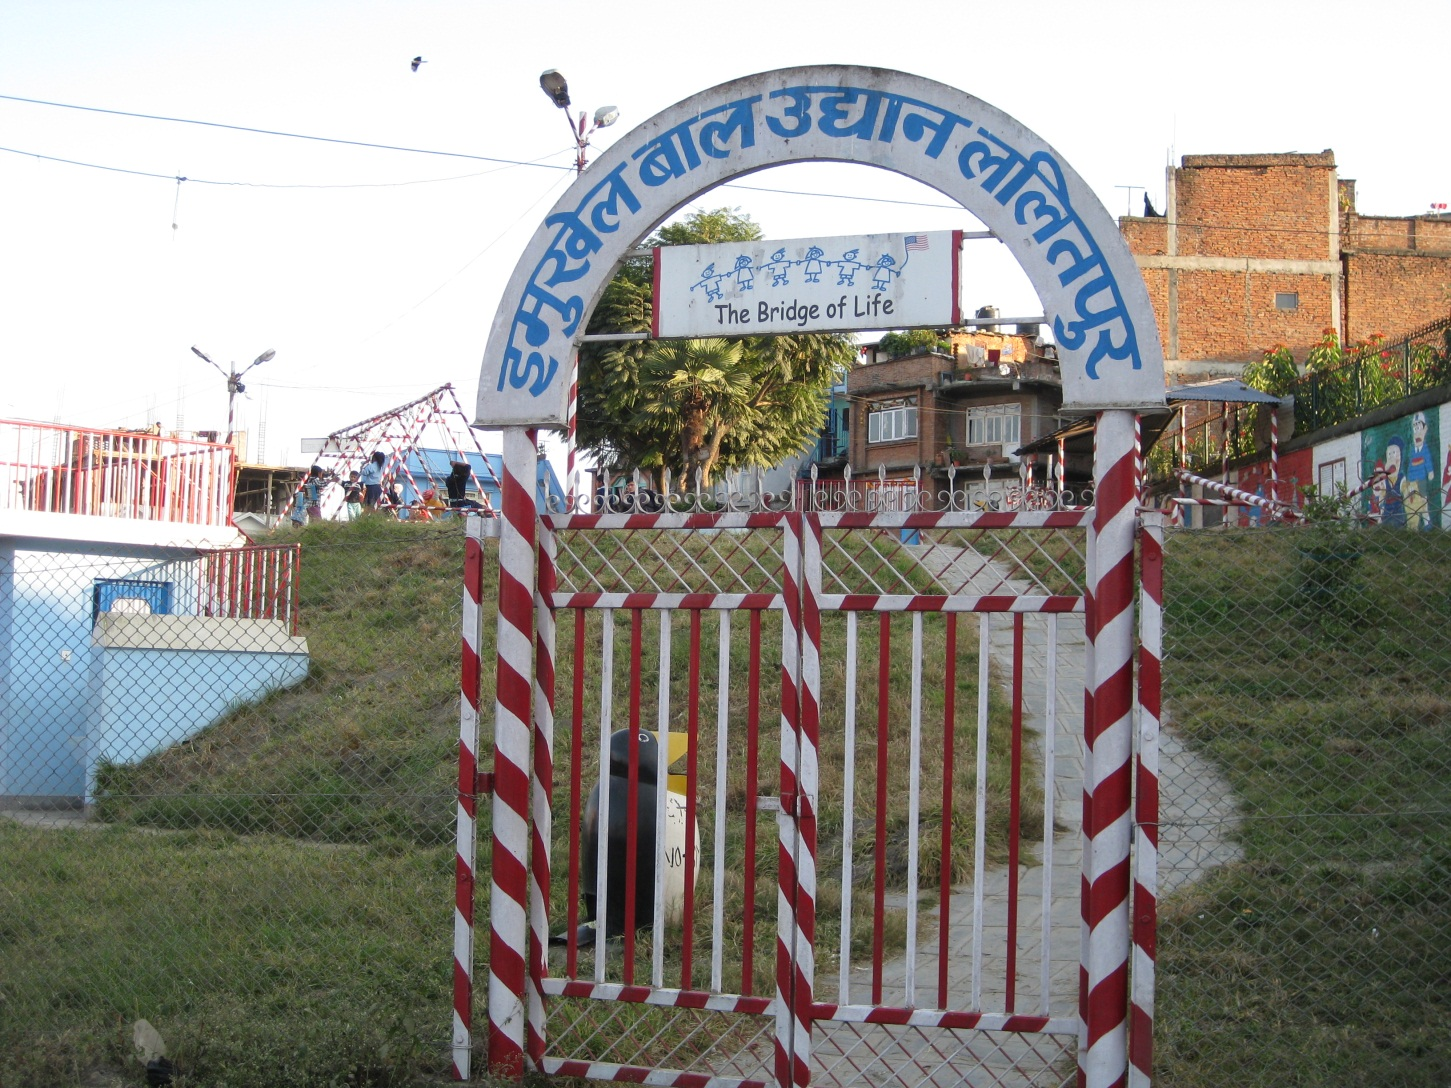 इमुखेल बाल उद्यान ललितपुर
The Bridge of Life